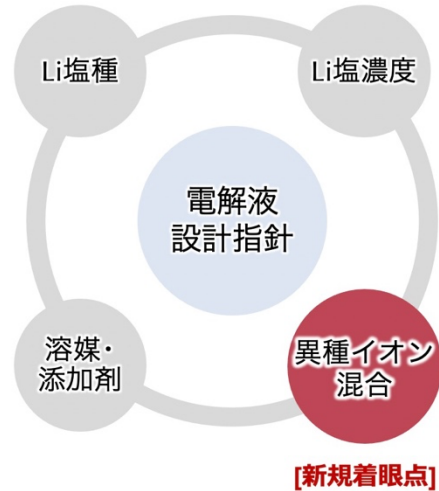 Li塩種
Li塩濃度
電解液
設計指針
溶媒・
添加剤
異種イオン
混合
[新規着眼点]